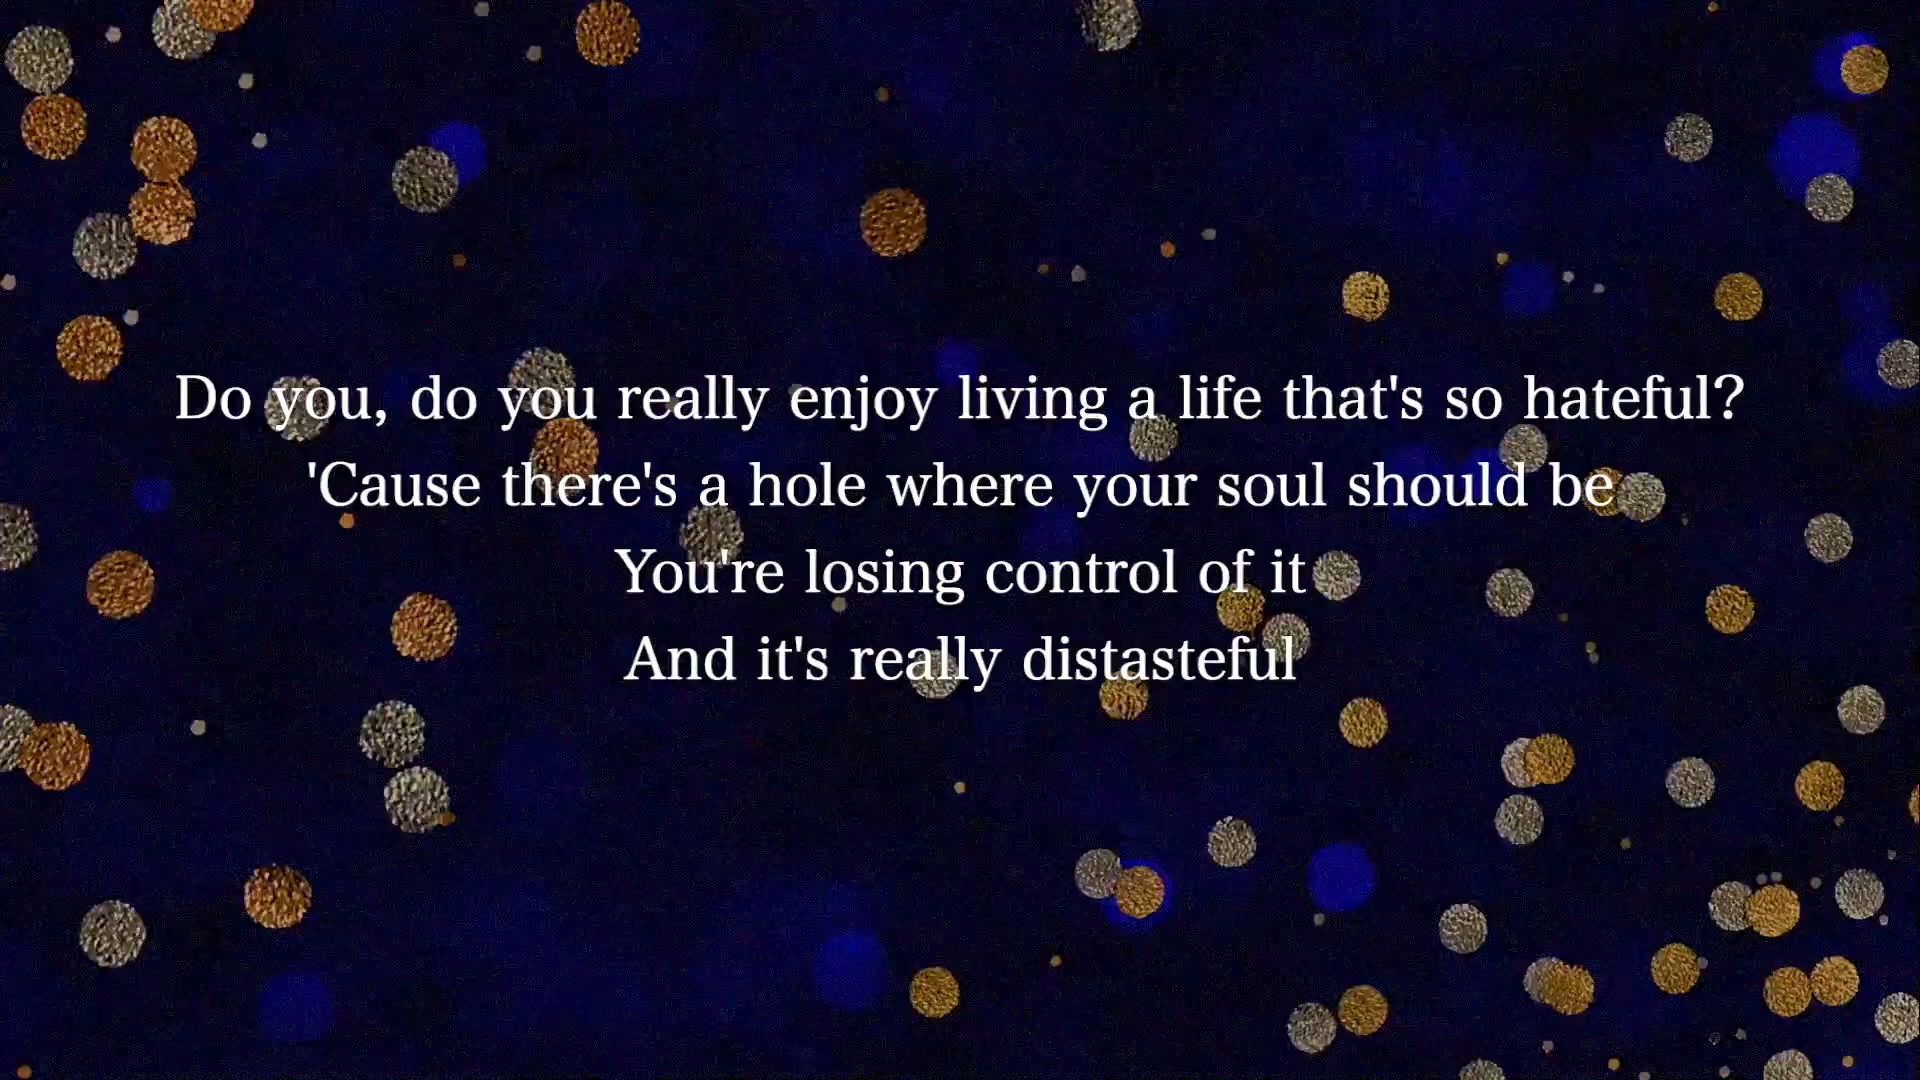 Do you, do you really enjoy living a life that's so hateful?
'Cause there's a hole where your soul should be
You're losing control of it
And it's really distasteful